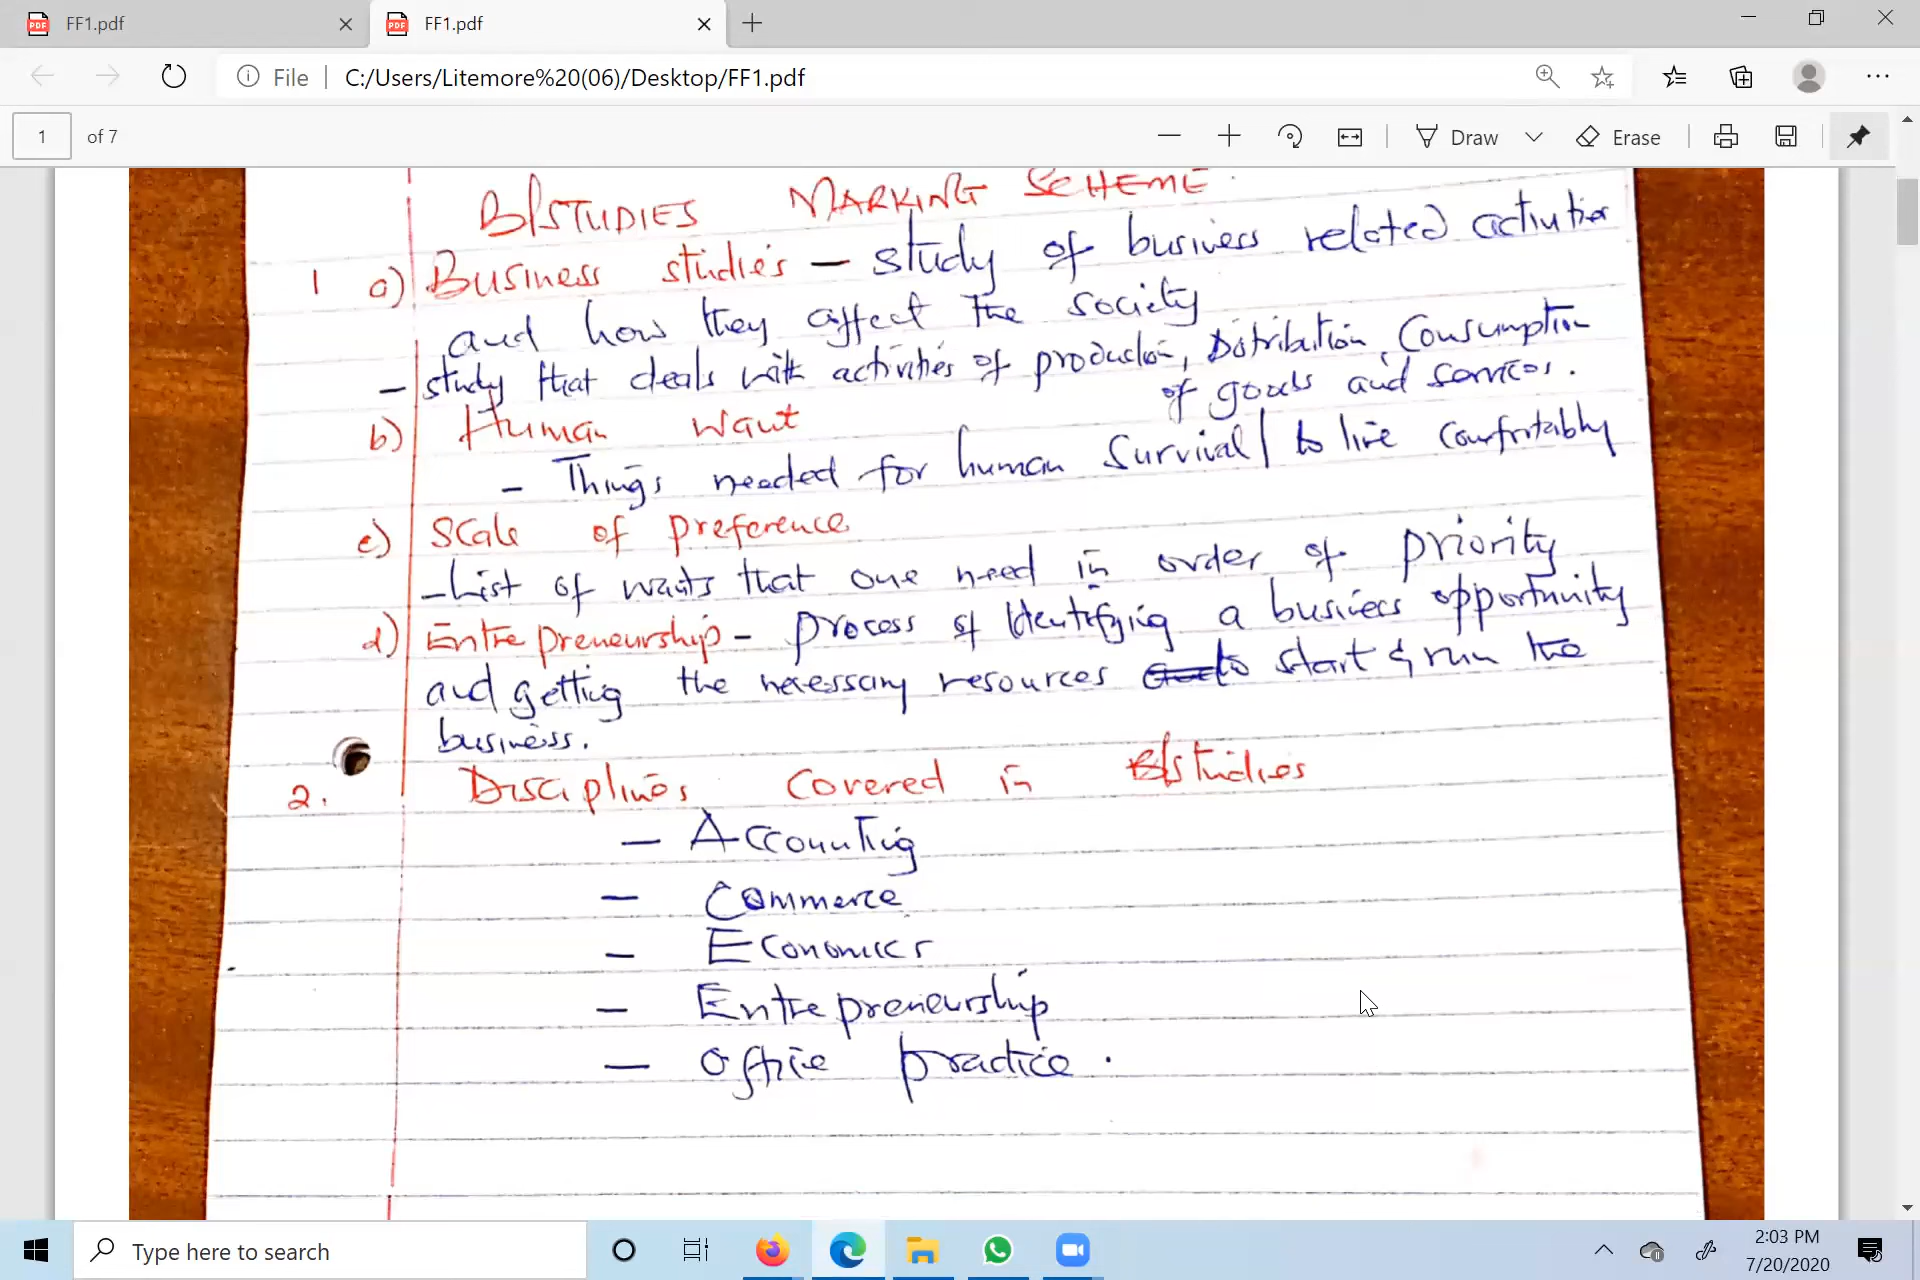 FF1.pdf
FF1.pdf
File
C:/Users/Litemore%20(06)/Desktop/FF1.pdf
1 of 7
Draw
Erase
B/STUDIES MARKING SCHEME.
1 a) Business studies – study of business related activities
and how they affect the society
– study that deals with activities of production, Distribution, Consumption
of goods and services.
b) Human want
– Things needed for human survival / to live comfortably
c) Scale of preference.
– List of wants that one need in order of priority
d) Entrepreneurship – process of Identifying a business opportunity
and getting the necessary resources to start & run the
business.
2. Disciplines Covered in B/Studies
– Accounting
– Commerce
– Economics
– Entrepreneurship
– Office practice.
Type here to search
2:03 PM
7/20/2020